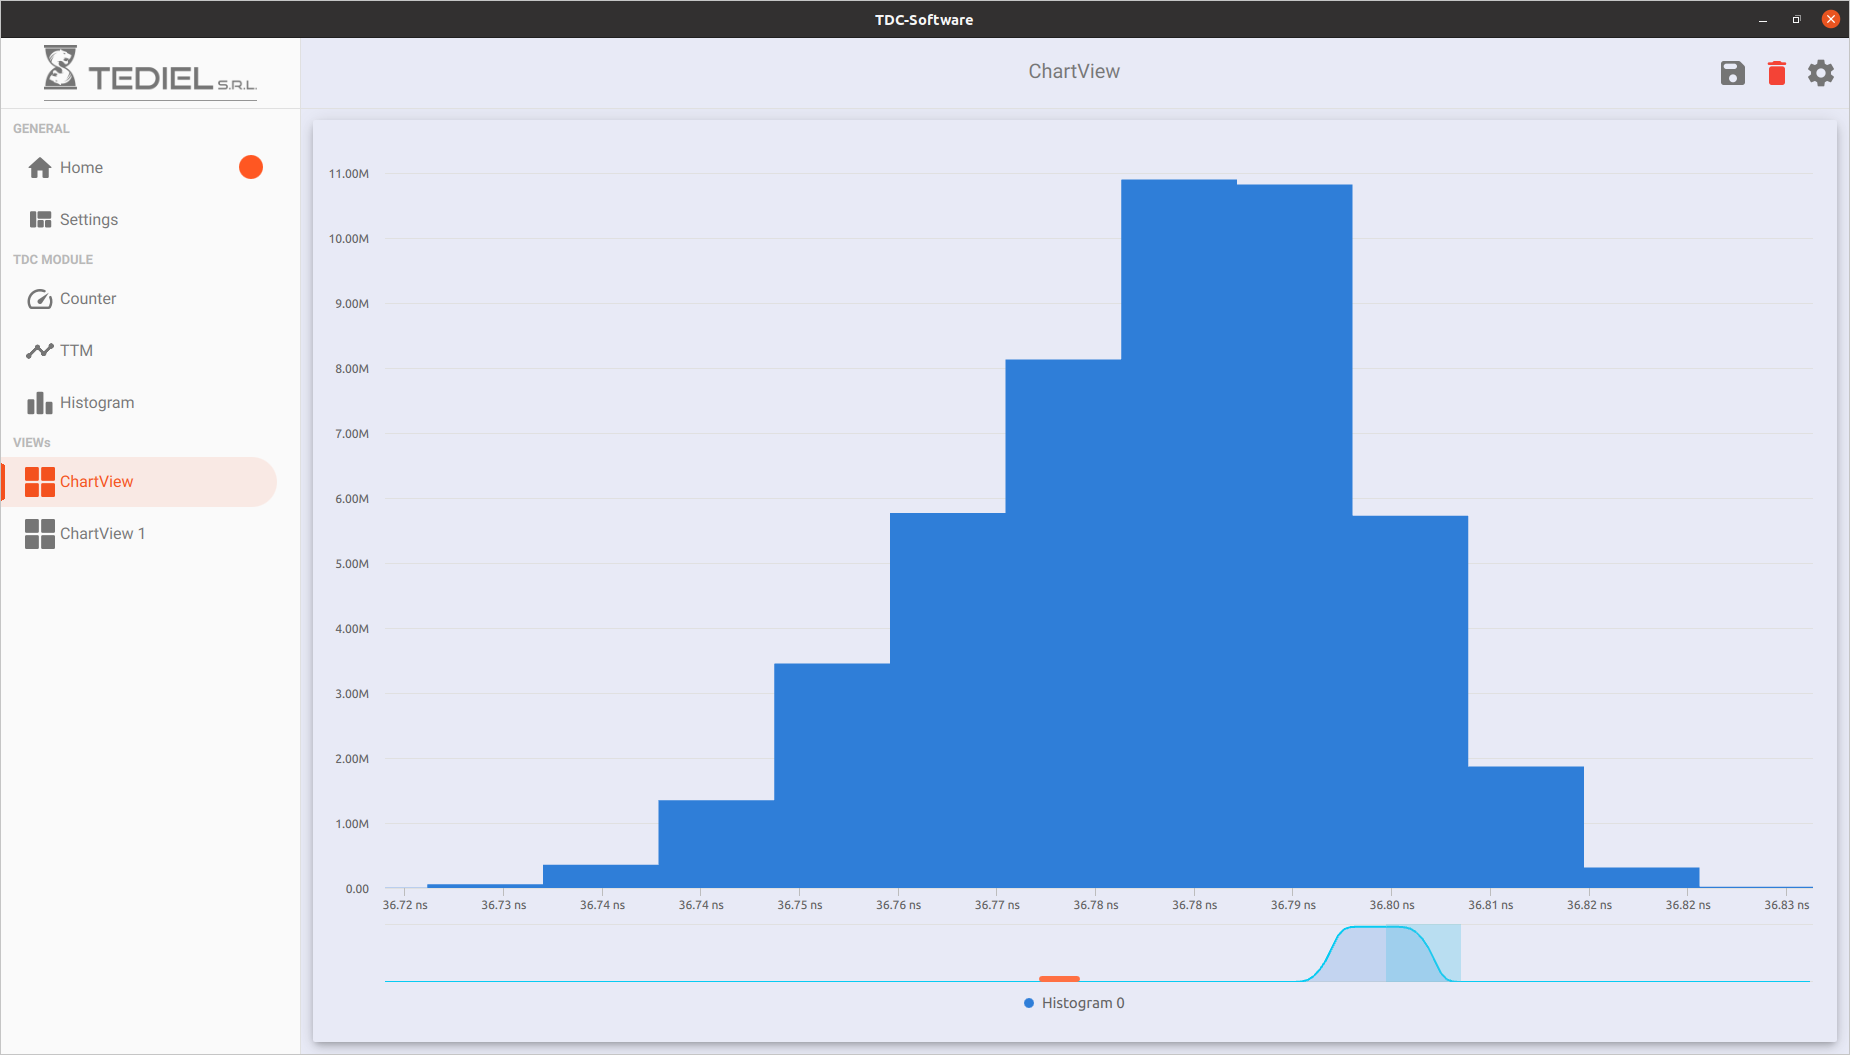 TDC-Software
TEDIEL S.R.L.
ChartView
GENERAL
Home
Settings
TDC MODULE
Counter
TTM
Histogram
VIEWs
ChartView
ChartView 1
11.00M
10.00M
9.00M
8.00M
7.00M
6.00M
5.00M
4.00M
3.00M
2.00M
1.00M
0.00
36.72 ns 36.73 ns 36.74 ns 36.74 ns 36.75 ns 36.76 ns 36.77 ns 36.78 ns 36.78 ns 36.79 ns 36.80 ns 36.81 ns 36.82 ns 36.82 ns 36.83 ns
Histogram 0